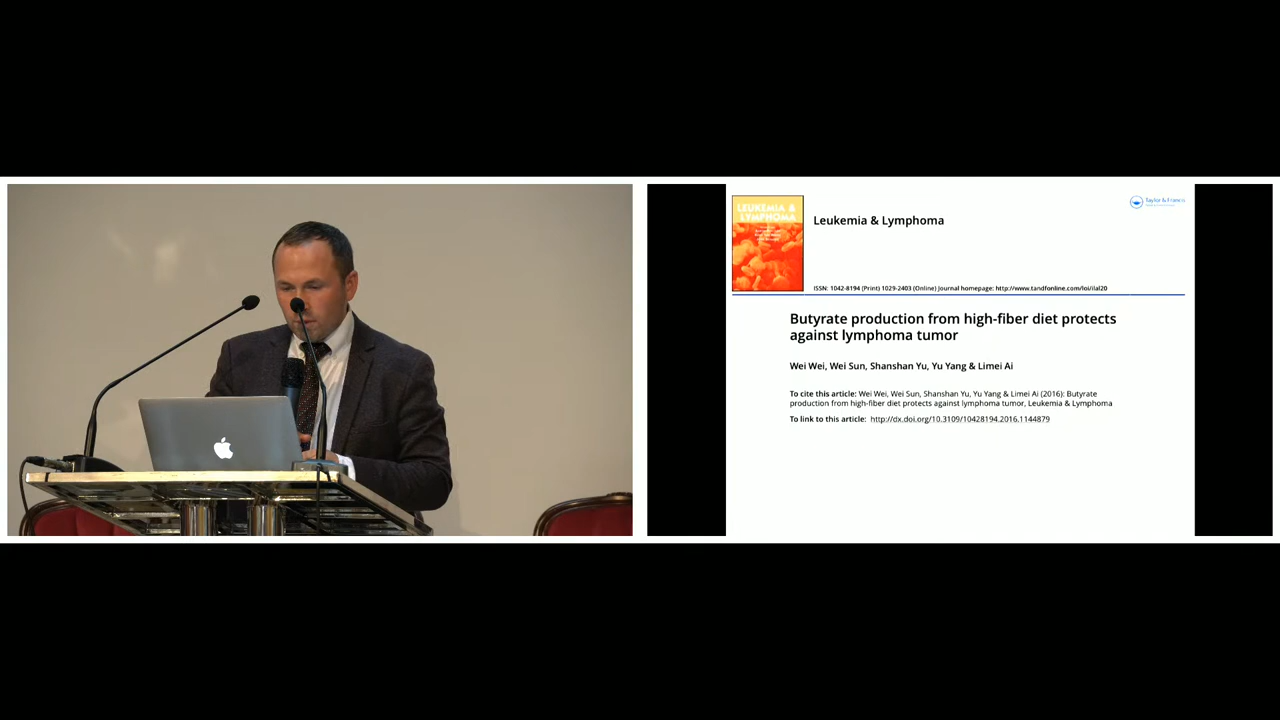 LEUKEMIA &
LYMPHOMA
Taylor & Francis
Leukemia & Lymphoma
ISSN: 1042-8194 (Print) 1029-2403 (Online) Journal homepage: http://www.tandfonline.com/loi/ilal20
Butyrate production from high-fiber diet protects
against lymphoma tumor
Wei Wei, Wei Sun, Shanshan Yu, Yu Yang & Limei Ai
To cite this article: Wei Wei, Wei Sun, Shanshan Yu, Yu Yang & Limei Ai (2016): Butyrate
production from high-fiber diet protects against lymphoma tumor, Leukemia & Lymphoma
To link to this article: http://dx.doi.org/10.3109/10428194.2016.1144879